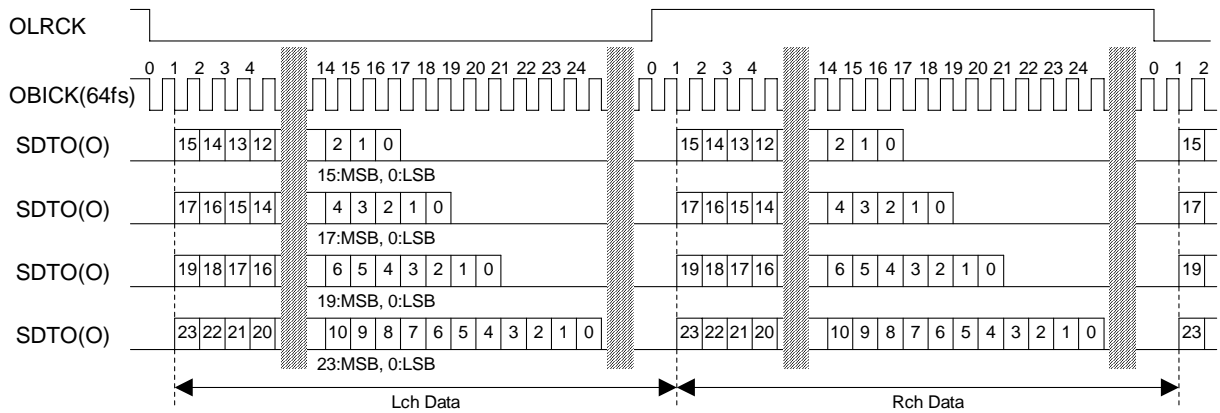 OLRCK
0 1 2 3 4 14 15 16 17 18 19 20 21 22 23 24 0 1 2 3 4 14 15 16 17 18 19 20 21 22 23 24 0 1 2
OBICK(64fs)
SDTO(O) 15 14 13 12 2 1 0 15 14 13 12 2 1 0 15
15:MSB, 0:LSB
SDTO(O) 17 16 15 14 4 3 2 1 0 17 16 15 14 4 3 2 1 0 17
17:MSB, 0:LSB
SDTO(O) 19 18 17 16 6 5 4 3 2 1 0 19 18 17 16 6 5 4 3 2 1 0 19
19:MSB, 0:LSB
SDTO(O) 23 22 21 20 10 9 8 7 6 5 4 3 2 1 0 23 22 21 20 10 9 8 7 6 5 4 3 2 1 0 23
23:MSB, 0:LSB
Lch Data Rch Data